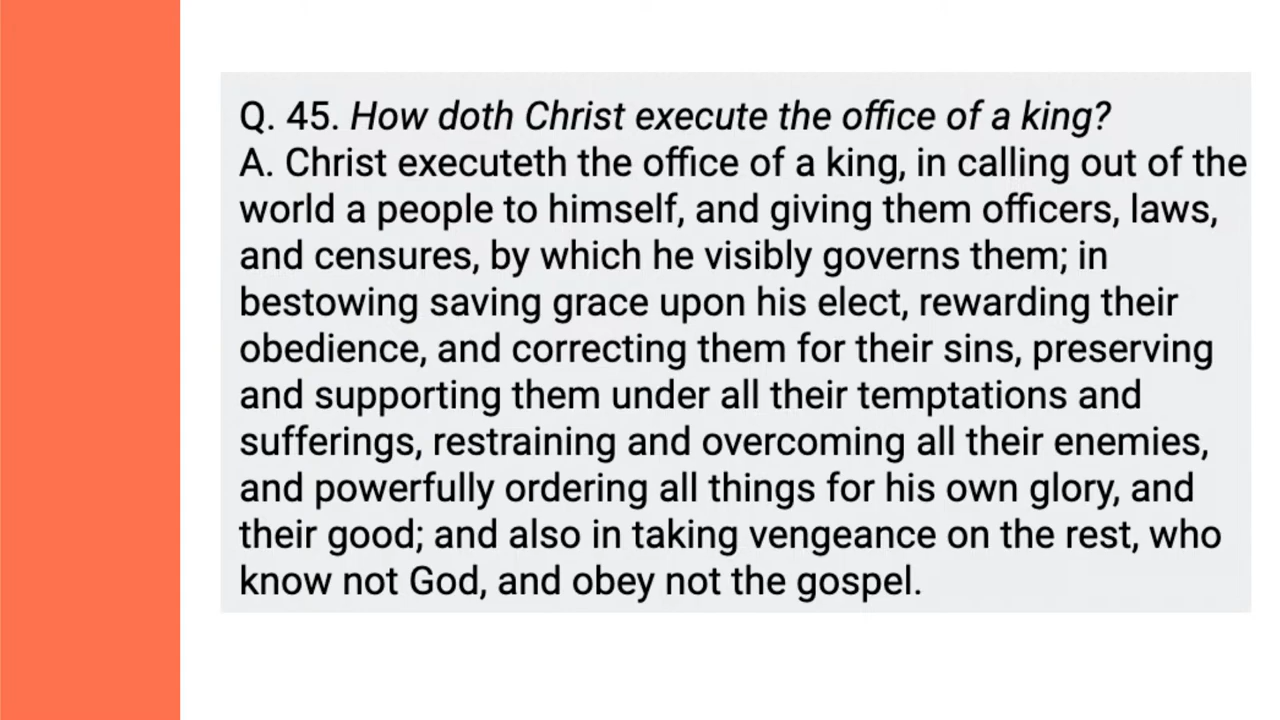 Q. 45. How doth Christ execute the office of a king?
A. Christ executeth the office of a king, in calling out of the
world a people to himself, and giving them officers, laws,
and censures, by which he visibly governs them; in
bestowing saving grace upon his elect, rewarding their
obedience, and correcting them for their sins, preserving
and supporting them under all their temptations and
sufferings, restraining and overcoming all their enemies,
and powerfully ordering all things for his own glory, and
their good; and also in taking vengeance on the rest, who
know not God, and obey not the gospel.